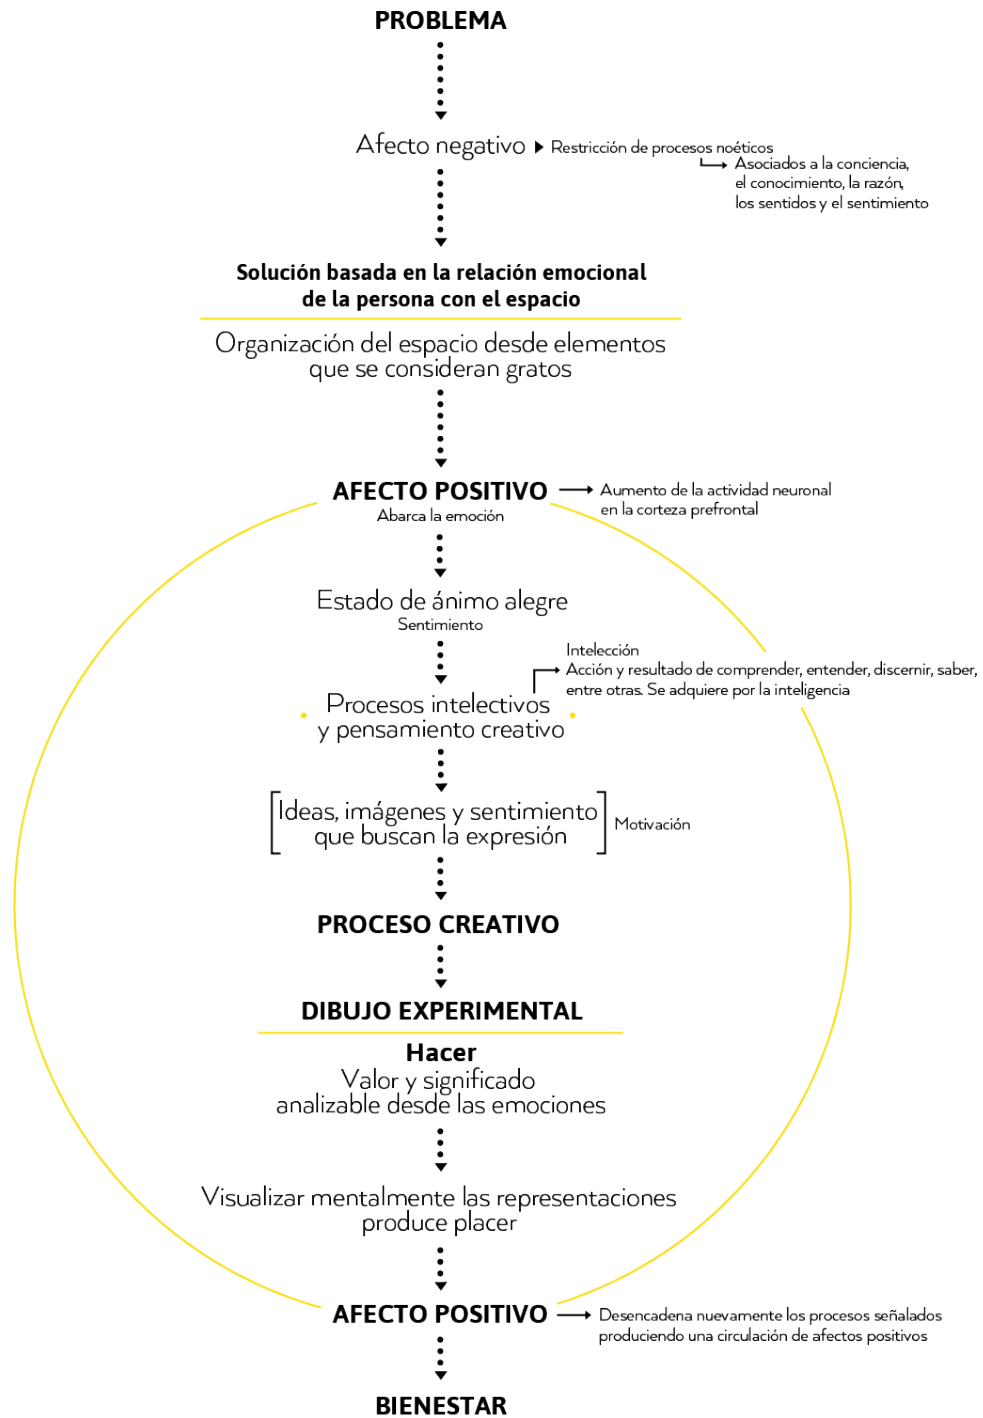 PROBLEMA
Afecto negativo
Restricción de procesos noéticos
Asociados a la conciencia,
el conocimiento, la razón,
los sentidos y el sentimiento
Solución basada en la relación emocional
de la persona con el espacio
Organización del espacio desde elementos
que se consideran gratos
AFECTO POSITIVO
Abarca la emoción
Aumento de la actividad neuronal
en la corteza prefrontal
Estado de ánimo alegre
Sentimiento
Intelección
Acción y resultado de comprender, entender, discernir, saber,
entre otras. Se adquiere por la inteligencia
Procesos intelectivos
y pensamiento creativo
Ideas, imágenes y sentimiento
que buscan la expresión
Motivación
PROCESO CREATIVO
DIBUJO EXPERIMENTAL
Hacer
Valor y significado
analizable desde las emociones
Visualizar mentalmente las representaciones
produce placer
AFECTO POSITIVO
Desencadena nuevamente los procesos señalados
produciendo una circulación de afectos positivos
BIENESTAR